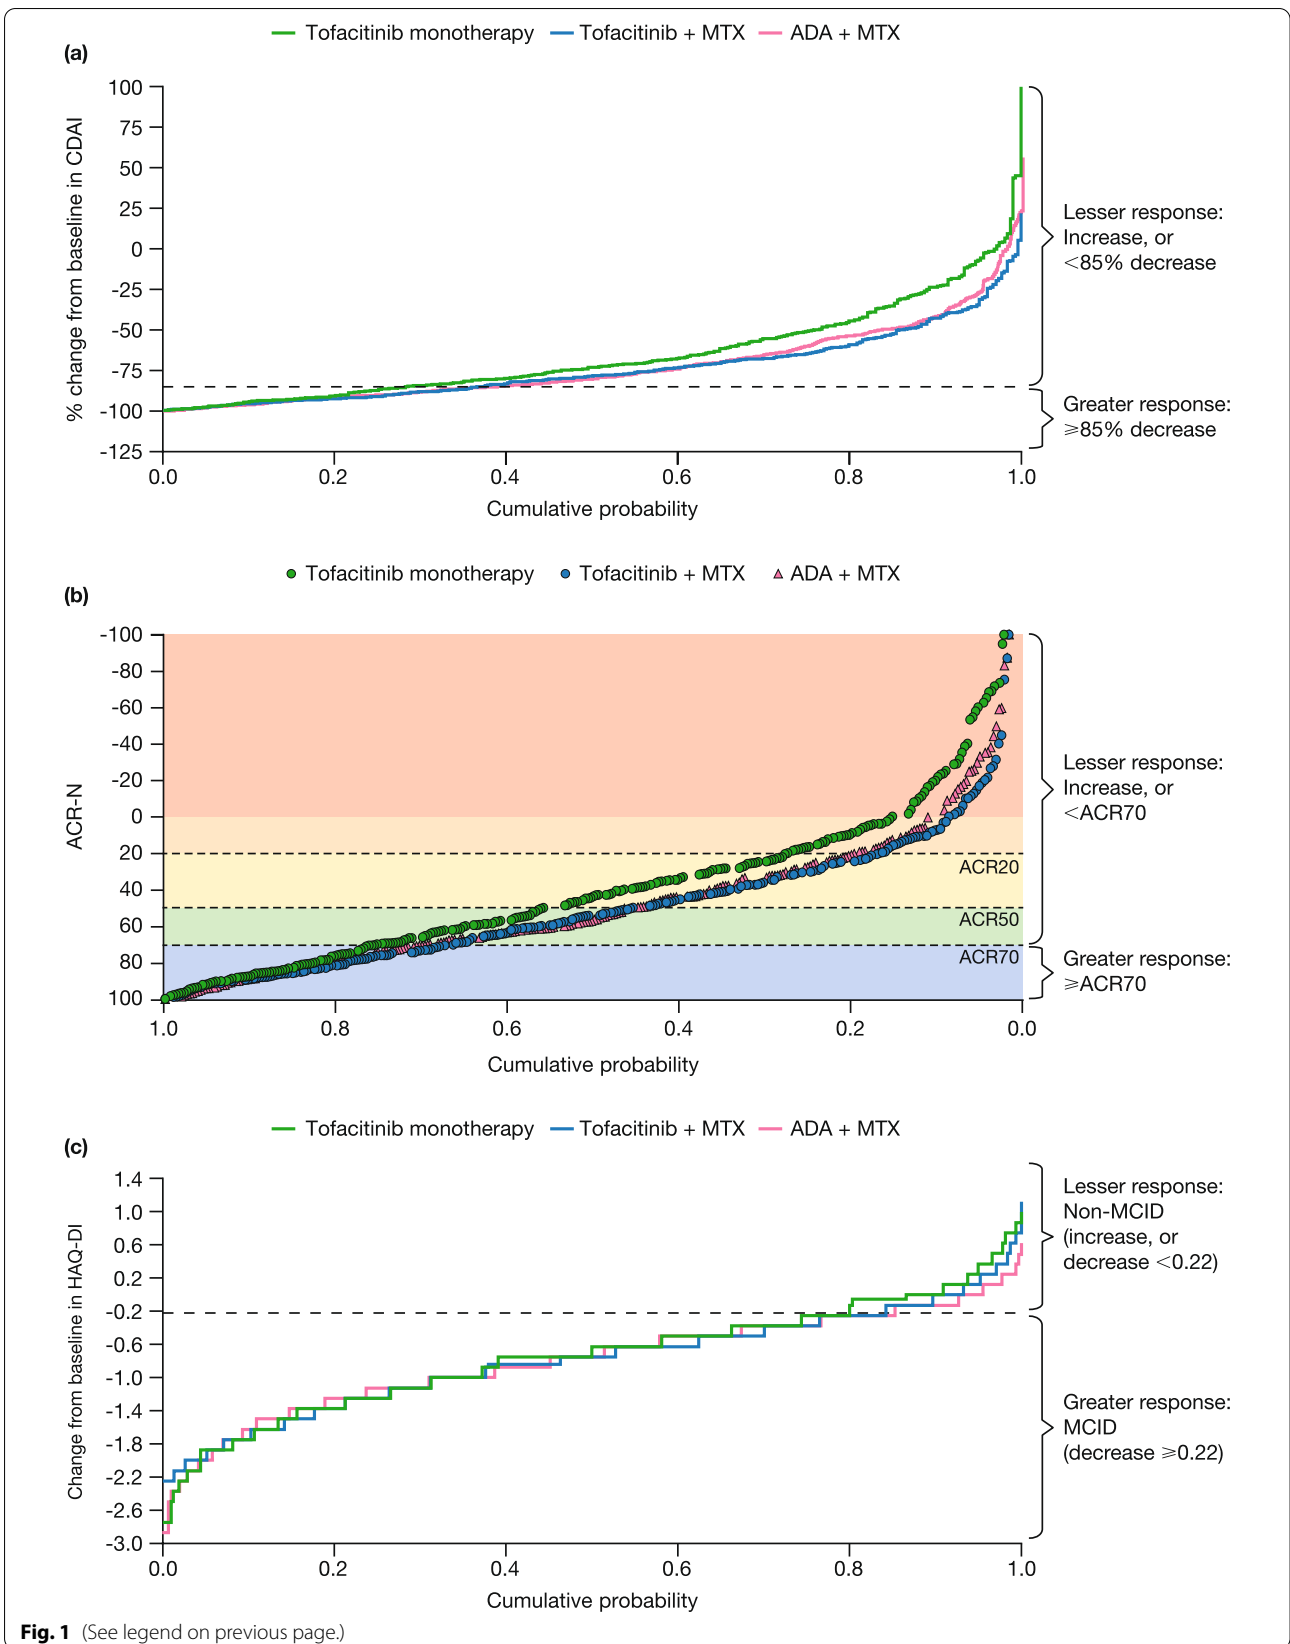 Tofacitinib monotherapy Tofacitinib + MTX ADA + MTX
(a)
% change from baseline in CDAI
100
75
50
25
0
-25
-50
-75
-100
-125
0.0 0.2 0.4 0.6 0.8 1.0
Cumulative probability
Lesser response:
Increase, or
<85% decrease
Greater response:
⩾85% decrease
Tofacitinib monotherapy Tofacitinib + MTX ADA + MTX
(b)
ACR-N
-100
-80
-60
-40
-20
0
20
40
60
80
100
ACR20
ACR50
ACR70
1.0 0.8 0.6 0.4 0.2 0.0
Cumulative probability
Lesser response:
Increase, or
<ACR70
Greater response:
⩾ACR70
Tofacitinib monotherapy Tofacitinib + MTX ADA + MTX
(c)
Change from baseline in HAQ-DI
1.4
1.0
0.6
0.2
-0.2
-0.6
-1.0
-1.4
-1.8
-2.2
-2.6
-3.0
0.0 0.2 0.4 0.6 0.8 1.0
Cumulative probability
Lesser response:
Non-MCID
(increase, or
decrease <0.22)
Greater response:
MCID
(decrease ⩾0.22)
Fig. 1 (See legend on previous page.)